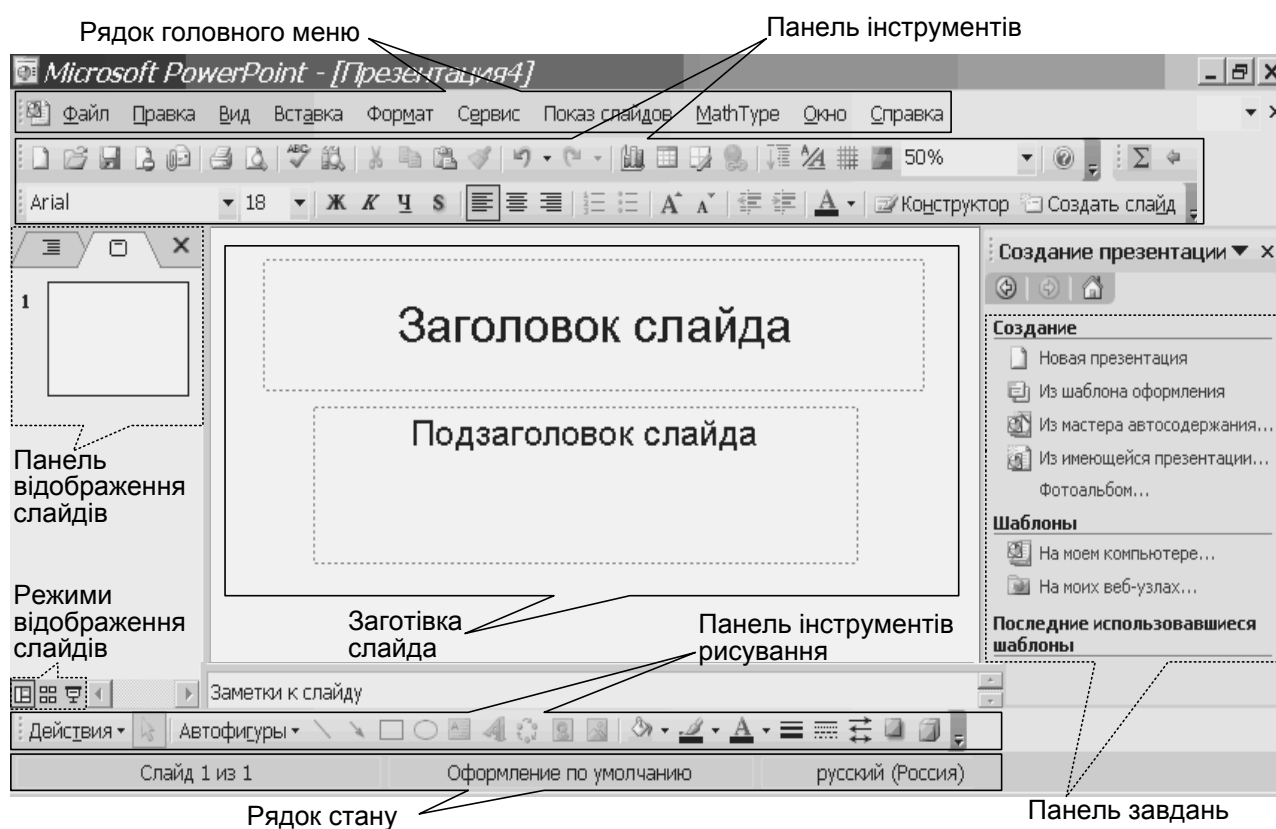 Рядок головного меню
Панель інструментів
Microsoft PowerPoint - [Презентация4]
Файл Правка Вид Вставка Формат Сервис Показ слайдов MathType Окно Справка
50%
Arial 18 Ж К Ч S Конструктор Создать слайд
Создание презентации
1
Заголовок слайда
Подзаголовок слайда
Создание
Новая презентация
Из шаблона оформления
Из мастера автосодержания...
Из имеющейся презентации...
Фотоальбом...
Шаблоны
На моем компьютере...
На моих веб-узлах...
Последние использовавшиеся
шаблоны
Панель
відображення
слайдів
Режими
відображення
слайдів
Заготівка
слайда
Панель інструментів
рисування
Заметки к слайду
Действия Автофигуры
Слайд 1 из 1 Оформление по умолчанию русский (Россия)
Рядок стану
Панель завдань